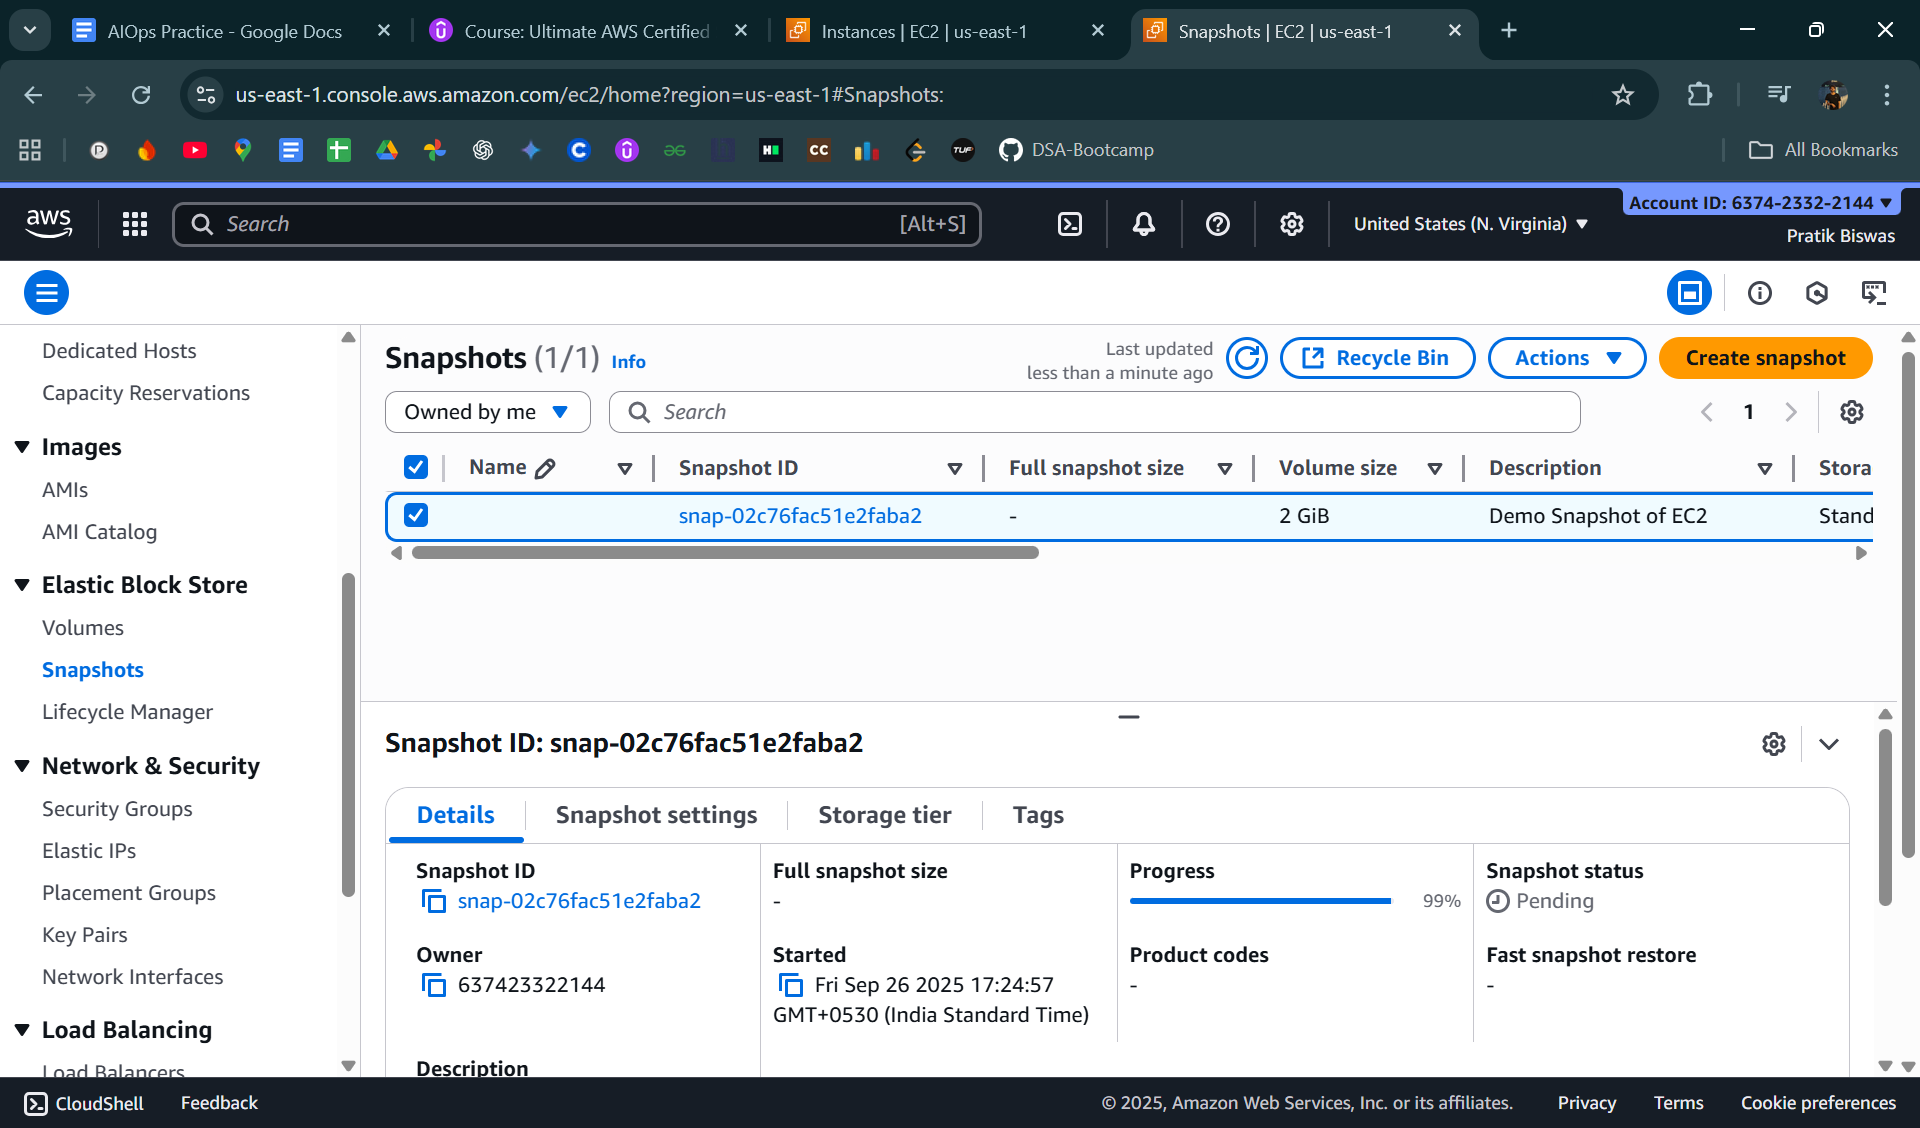 AIOps Practice - Google Docs
Course: Ultimate AWS Certified
Instances | EC2 | us-east-1
Snapshots | EC2 | us-east-1
us-east-1.console.aws.amazon.com/ec2/home?region=us-east-1#Snapshots:
DSA-Bootcamp
All Bookmarks
aws
Search
[Alt+S]
United States (N. Virginia)
Account ID: 6374-2332-2144
Pratik Biswas
Dedicated Hosts
Capacity Reservations
Images
AMIs
AMI Catalog
Elastic Block Store
Volumes
Snapshots
Lifecycle Manager
Network & Security
Security Groups
Elastic IPs
Placement Groups
Key Pairs
Network Interfaces
Load Balancing
Load Balancers
Snapshots (1/1) Info
Last updated
less than a minute ago
Recycle Bin
Actions
Create snapshot
Owned by me
Search
1
Name
Snapshot ID
Full snapshot size
Volume size
Description
Stora
snap-02c76fac51e2faba2
-
2 GiB
Demo Snapshot of EC2
Stand
Snapshot ID: snap-02c76fac51e2faba2
Details
Snapshot settings
Storage tier
Tags
Snapshot ID
snap-02c76fac51e2faba2
Full snapshot size
-
Progress
99%
Snapshot status
Pending
Owner
637423322144
Started
Fri Sep 26 2025 17:24:57
GMT+0530 (India Standard Time)
Product codes
-
Fast snapshot restore
-
Description
CloudShell
Feedback
© 2025, Amazon Web Services, Inc. or its affiliates.
Privacy
Terms
Cookie preferences